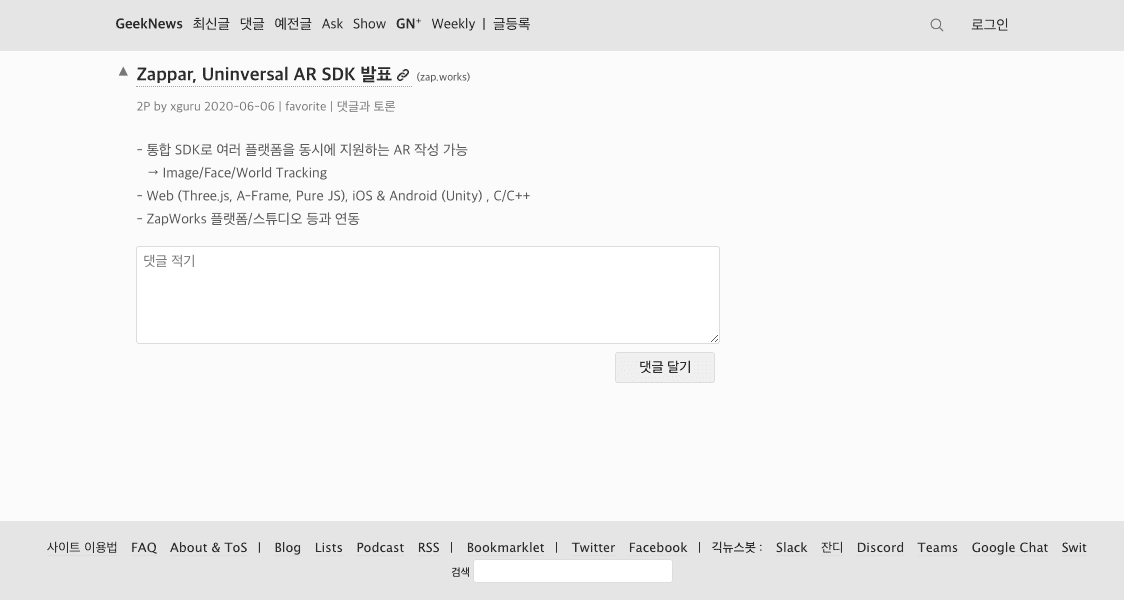 GeekNews 최신글 댓글 예전글 Ask Show GN⁺ Weekly | 글등록 로그인
▲ Zappar, Uninversal AR SDK 발표 (zap.works)
2P by xguru 2020-06-06 | favorite | 댓글과 토론
- 통합 SDK로 여러 플랫폼을 동시에 지원하는 AR 작성 가능
→ Image/Face/World Tracking
- Web (Three.js, A-Frame, Pure JS), iOS & Android (Unity) , C/C++
- ZapWorks 플랫폼/스튜디오 등과 연동
댓글 적기
댓글 달기
사이트 이용법 FAQ About & ToS | Blog Lists Podcast RSS | Bookmarklet | Twitter Facebook | 긱뉴스봇 : Slack 잔디 Discord Teams Google Chat Swit
검색